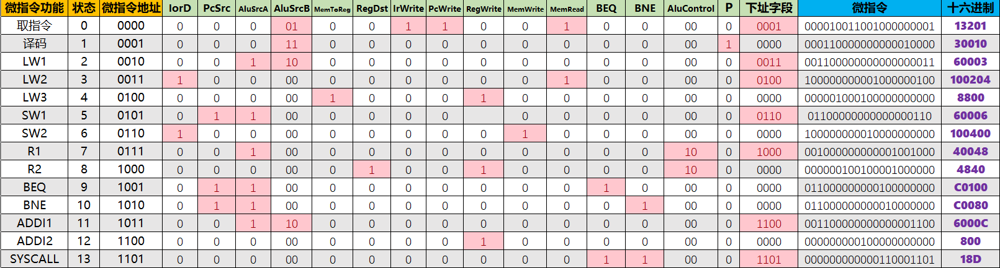 微指令功能 状态 微指令地址 IorD PcSrc AluSrcA AluSrcB MemToReg RegDst IrWrite PcWrite RegWrite MemWrite MemRead BEQ BNE AluControl P 下址字段 微指令 十六进制
取指令 0 0000 0 0 0 01 0 0 1 1 0 0 1 0 0 00 0 0001 000010011001000000001 13201
译码 1 0001 0 0 0 11 0 0 0 0 0 0 0 0 0 00 1 0000 000110000000000010000 30010
LW1 2 0010 0 0 1 10 0 0 0 0 0 0 0 0 0 00 0 0011 001100000000000000011 60003
LW2 3 0011 1 0 0 00 0 0 0 0 0 0 1 0 0 00 0 0100 100000000001000000100 100204
LW3 4 0100 0 0 0 00 1 0 0 0 1 0 0 0 0 00 0 0000 000001000100000000000 8800
SW1 5 0101 0 1 1 00 0 0 0 0 0 0 0 0 00 0 0110 01100000000000000110 60006
SW2 6 0110 1 0 0 00 0 0 0 0 0 1 0 0 0 00 0 0000 100000000010000000000 100400
R1 7 0111 0 0 1 00 0 0 0 0 0 0 0 0 0 10 0 1000 001000000000001001000 40048
R2 8 1000 0 0 0 00 0 1 0 0 1 0 0 0 0 10 0 0000 000000100100001000000 4840
BEQ 9 1001 0 1 1 00 0 0 0 0 0 0 0 1 0 00 0 0000 011000000000100000000 C0100
BNE 10 1010 0 1 1 00 0 0 0 0 0 0 0 0 1 00 0 0000 011000000000010000000 C0080
ADDI1 11 1011 0 0 1 10 0 0 0 0 0 0 0 0 0 00 0 1100 001100000000000001100 6000C
ADDI2 12 1100 0 0 0 00 0 0 0 0 1 0 0 0 0 00 0 0000 000000000100000000000 800
SYSCALL 13 1101 0 0 0 00 0 0 0 0 0 0 0 1 1 00 0 1101 000000000000110001101 18D